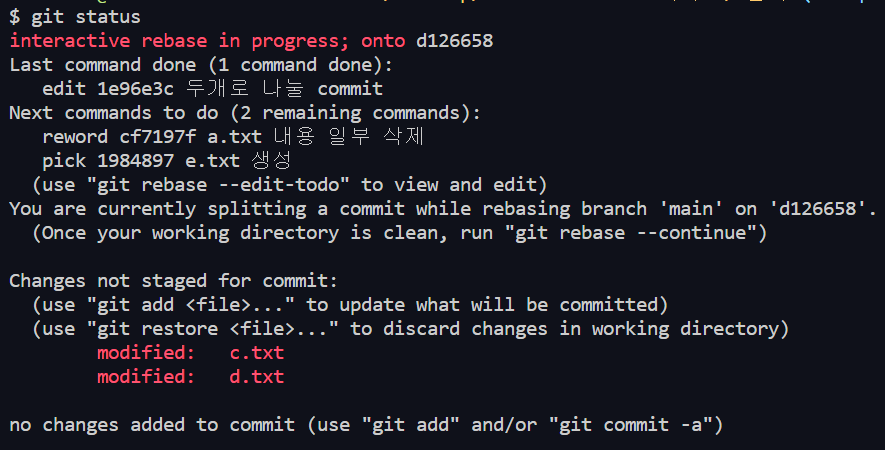 $ git status
interactive rebase in progress; onto d126658
Last command done (1 command done):
   edit 1e96e3c 두개로 나눌 commit
Next commands to do (2 remaining commands):
   reword cf7197f a.txt 내용 일부 삭제
   pick 1984897 e.txt 생성
  (use "git rebase --edit-todo" to view and edit)
You are currently splitting a commit while rebasing branch 'main' on 'd126658'.
  (Once your working directory is clean, run "git rebase --continue")

Changes not staged for commit:
  (use "git add <file>..." to update what will be committed)
  (use "git restore <file>..." to discard changes in working directory)
        modified:   c.txt
        modified:   d.txt

no changes added to commit (use "git add" and/or "git commit -a")